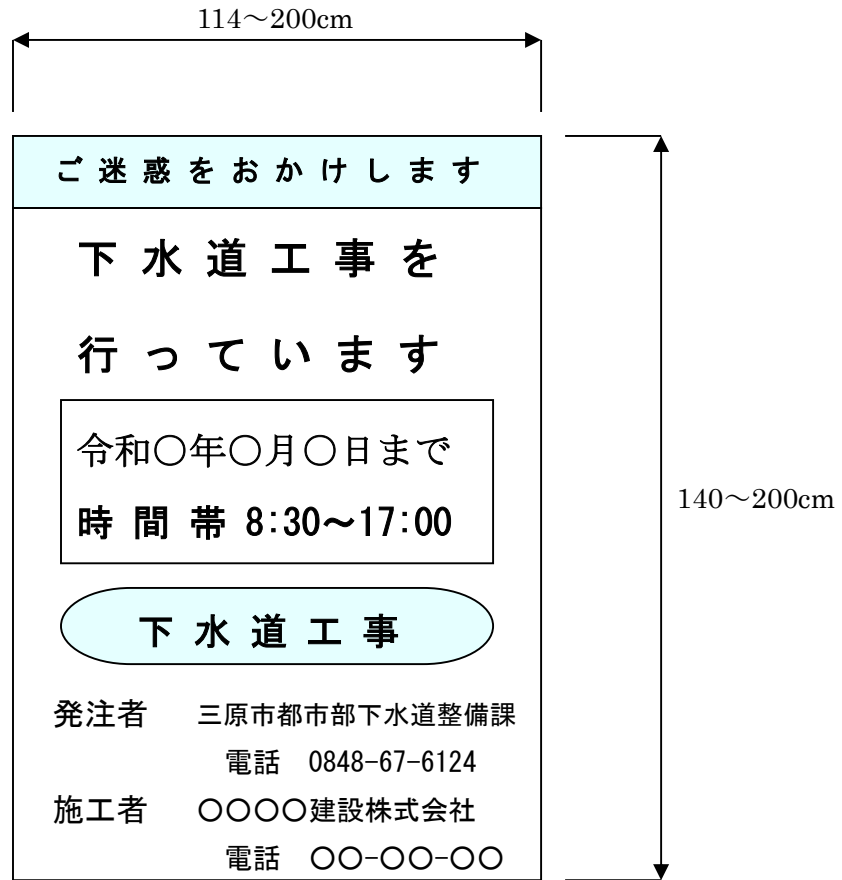 114～200cm
ご迷惑をおかけします
下水道工事を
行っています
令和〇年〇月〇日まで
時間帯 8:30～17:00
140～200cm
下水道工事
発注者 三原市都市部下水道整備課
電話 0848-67-6124
施工者 〇〇〇〇建設株式会社
電話 〇〇-〇〇-〇〇